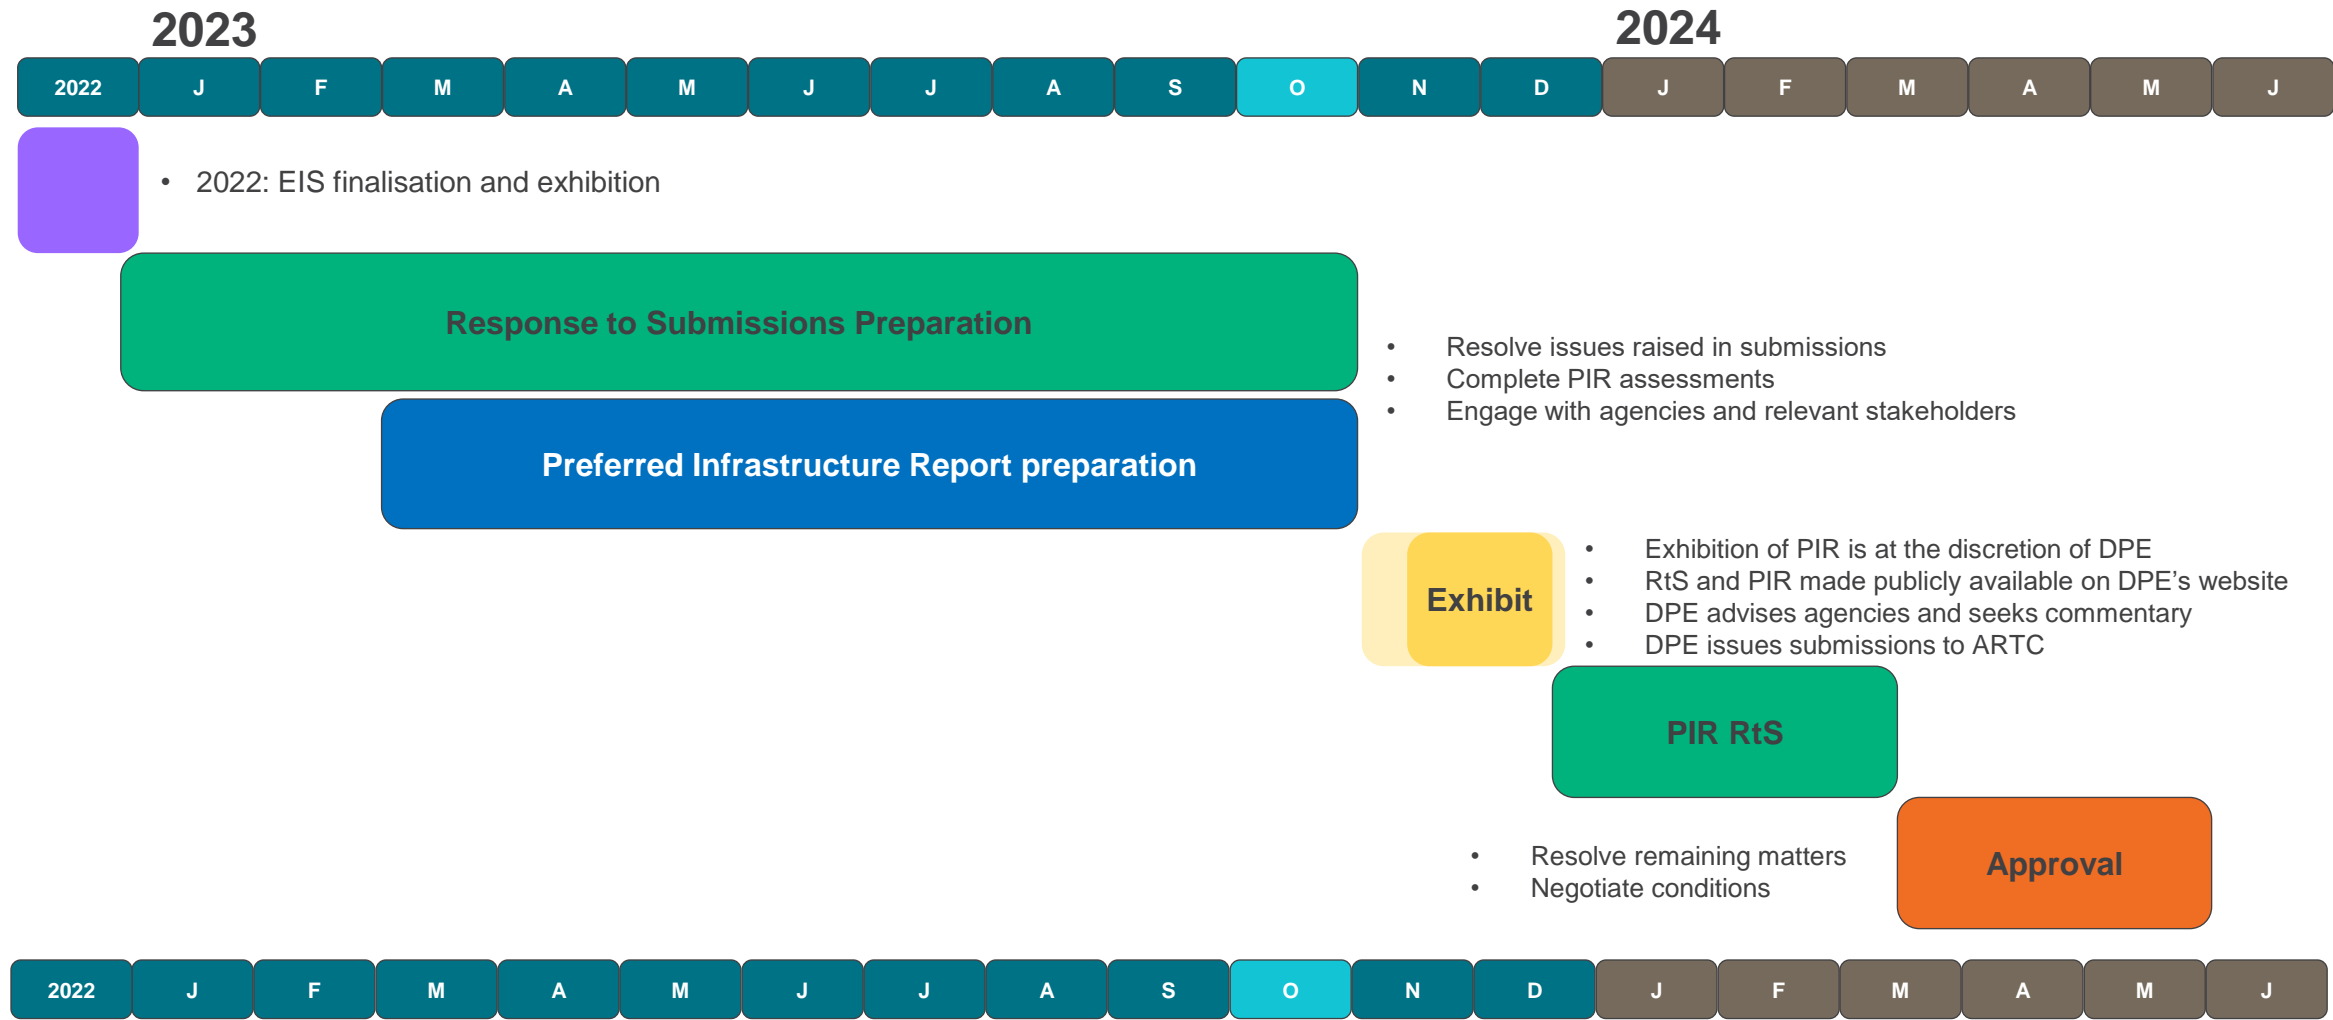 2023 2024
2022 J F M A M J J A S O N D J F M A M J
• 2022: EIS finalisation and exhibition
Response to Submissions Preparation
• Resolve issues raised in submissions
• Complete PIR assessments
• Engage with agencies and relevant stakeholders
Preferred Infrastructure Report preparation
Exhibit
• Exhibition of PIR is at the discretion of DPE
• RtS and PIR made publicly available on DPE’s website
• DPE advises agencies and seeks commentary
• DPE issues submissions to ARTC
PIR RtS
• Resolve remaining matters
• Negotiate conditions
Approval
2022 J F M A M J J A S O N D J F M A M J